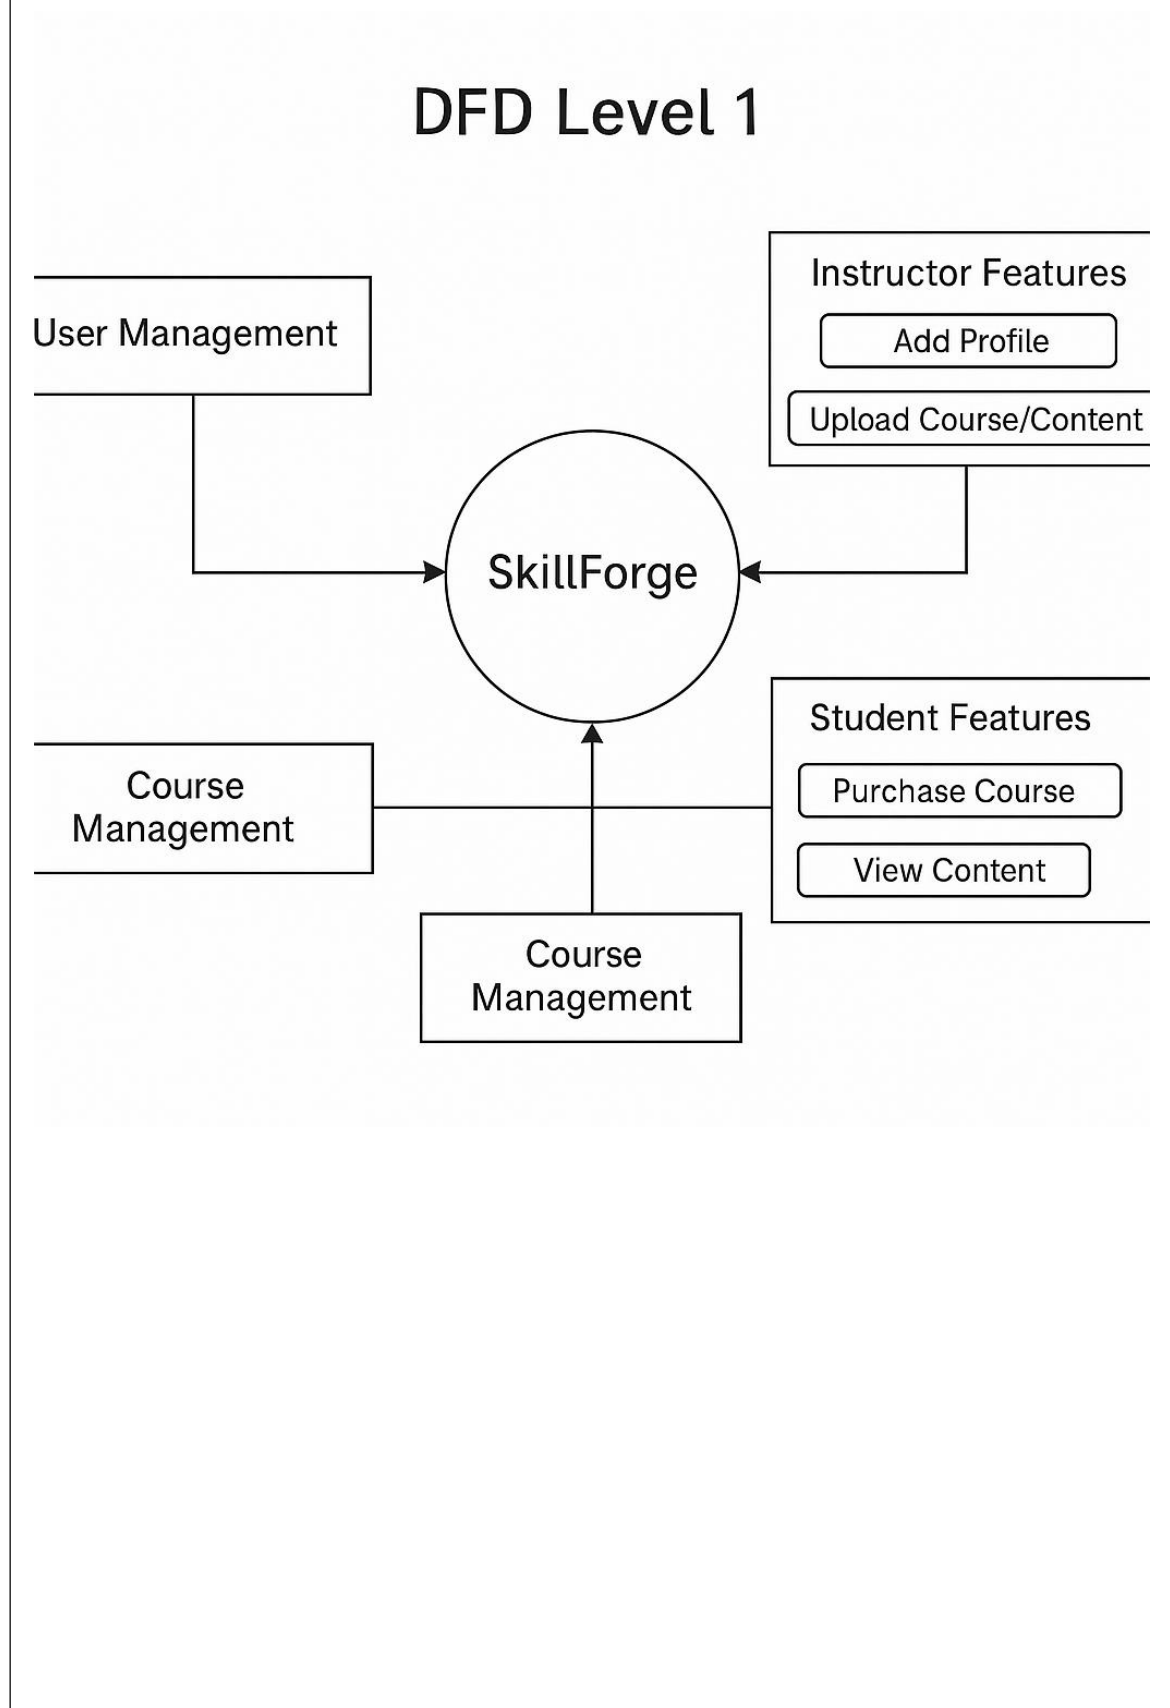 DFD Level 1
User Management
Instructor Features
Add Profile
Upload Course/Content
SkillForge
Course
Management
Student Features
Purchase Course
View Content
Course
Management